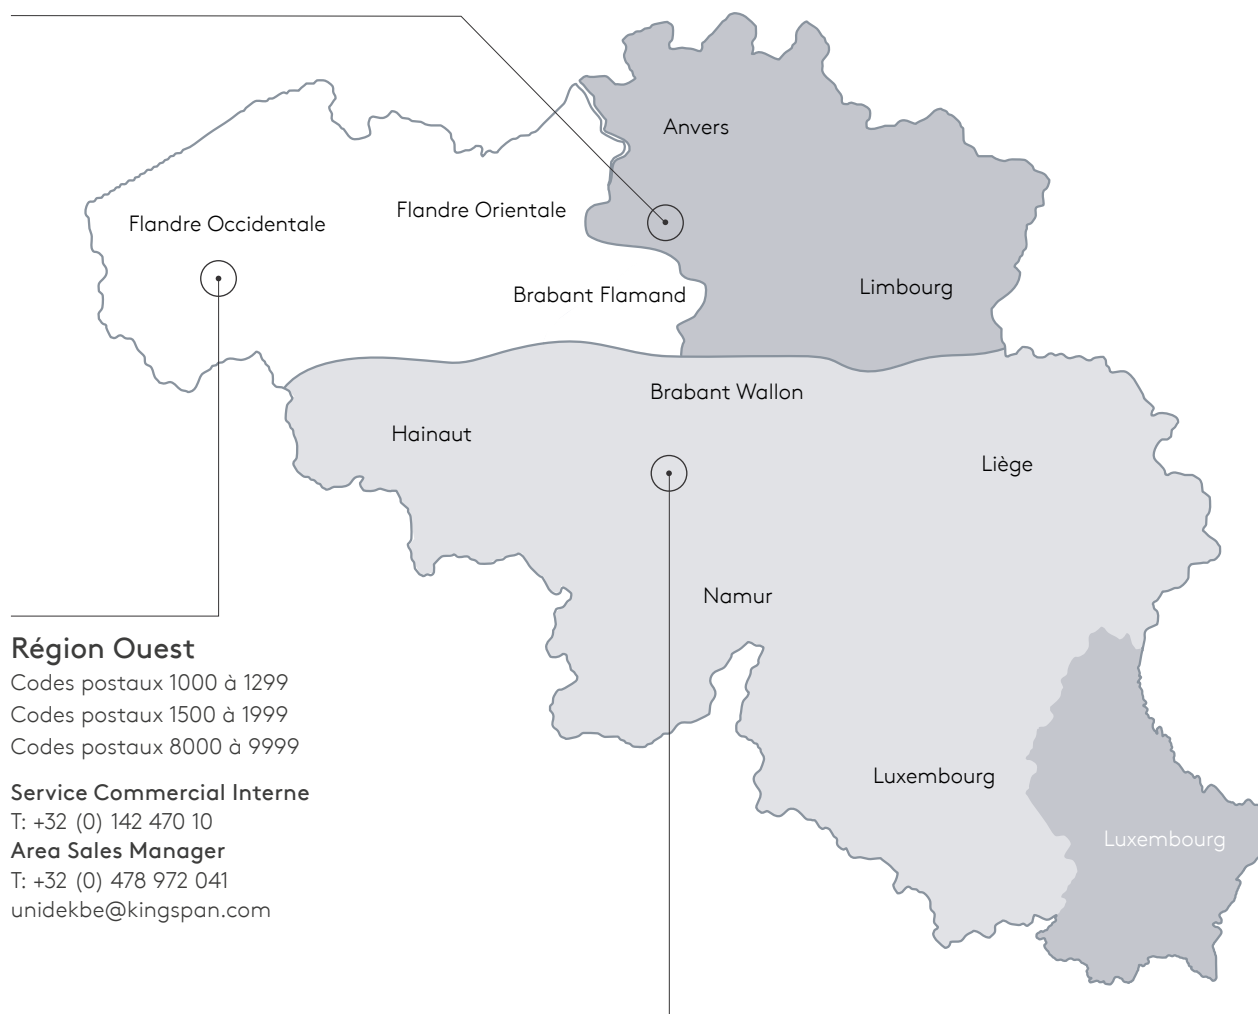 Anvers
Flandre Orientale
Flandre Occidentale
Limbourg
Brabant Flamand
Brabant Wallon
Hainaut
Liège
Namur
Région Ouest
Codes postaux 1000 à 1299
Codes postaux 1500 à 1999
Codes postaux 8000 à 9999
Service Commercial Interne
T: +32 (0) 142 470 10
Area Sales Manager
T: +32 (0) 478 972 041
unidekbe@kingspan.com
Luxembourg
Luxembourg